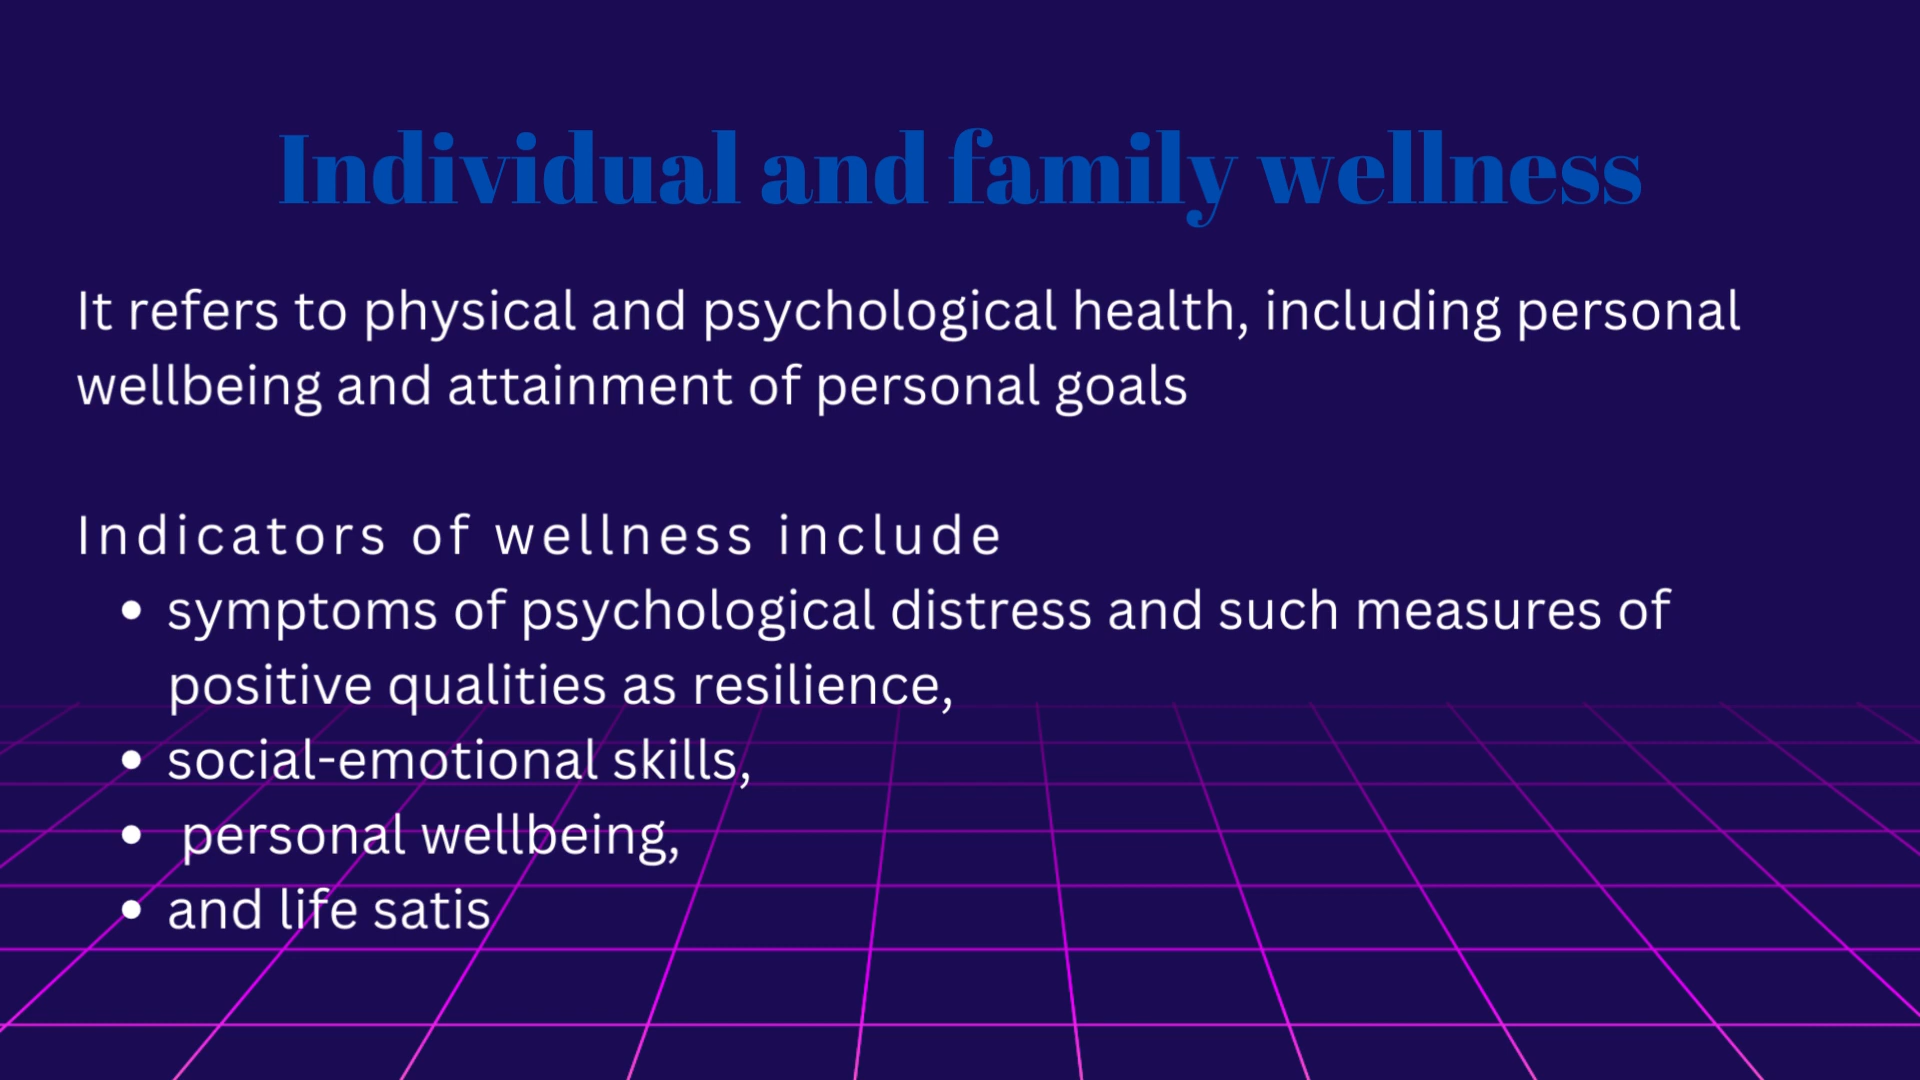 Individual and family wellness
It refers to physical and psychological health, including personal
wellbeing and attainment of personal goals
Indicators of wellness include
• symptoms of psychological distress and such measures of
positive qualities as resilience,
• social-emotional skills,
• personal wellbeing,
• and life satis